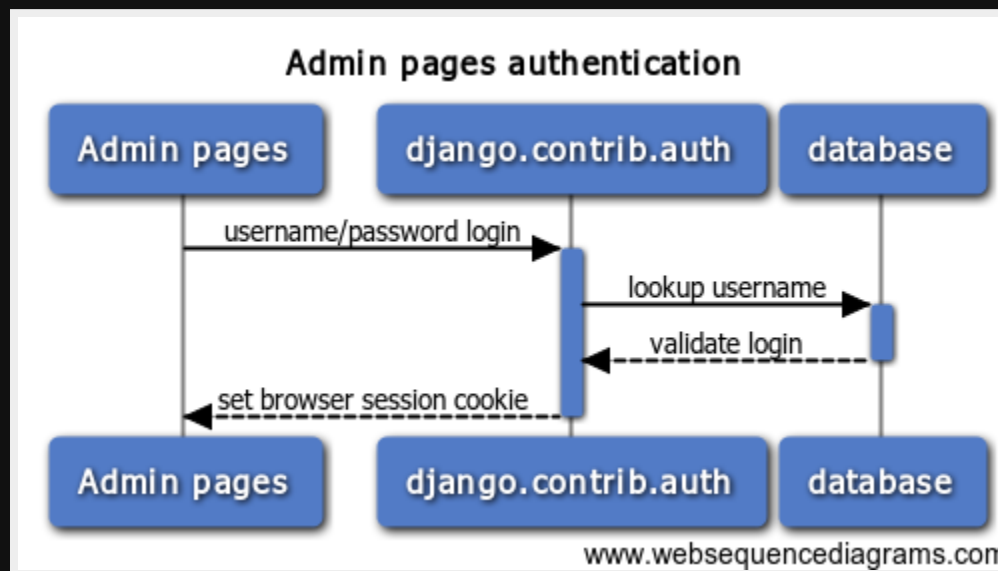 Admin pages authentication
Admin pages django.contrib.auth database
username/password login
lookup username
validate login
set browser session cookie
Admin pages django.contrib.auth database
www.websequencediagrams.com